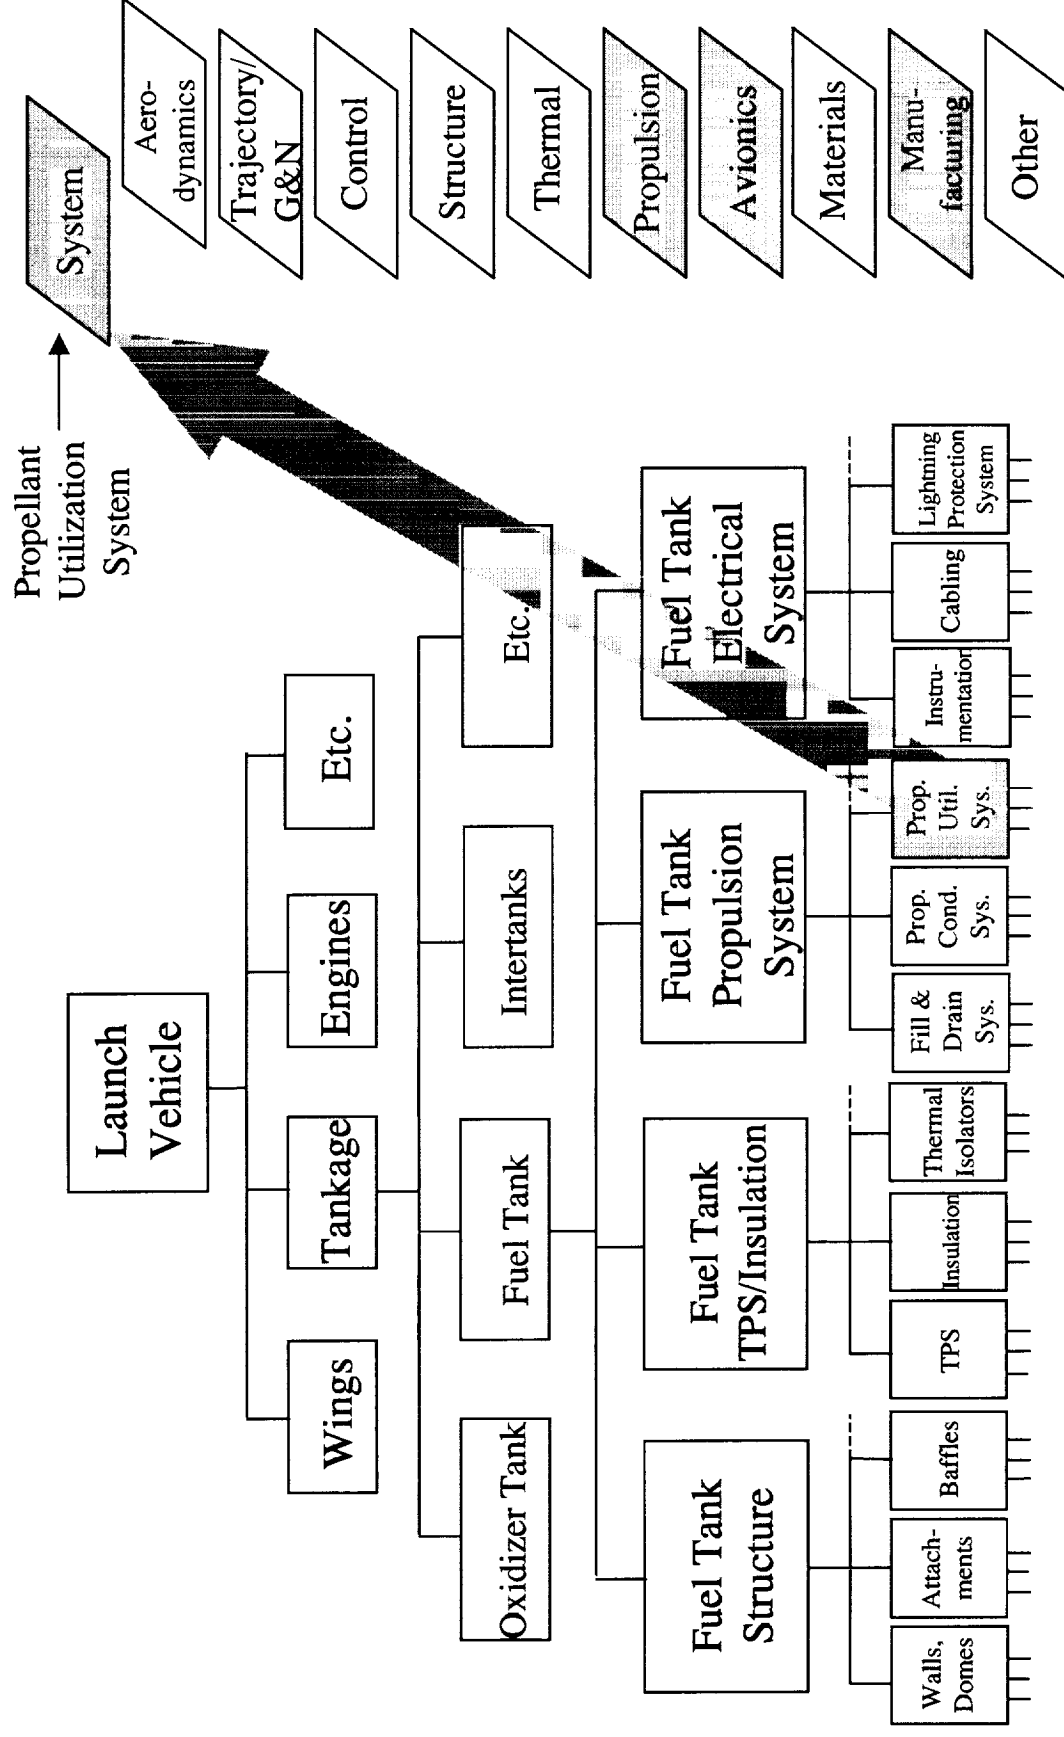 Launch
Vehicle
Wings
Tankage
Engines
Etc.
Oxidizer Tank
Fuel Tank
Intertanks
Etc.
Fuel Tank
Structure
Fuel Tank
TPS/Insulation
Fuel Tank
Propulsion
System
Fuel Tank
Electrical
System
Walls,
Domes
Attach-
ments
Baffles
TPS
Insulation
Thermal
Isolators
Fill &
Drain
Sys.
Prop.
Cond.
Sys.
Prop.
Util.
Sys.
Instru-
mentation
Cabling
Lightning
Protection
System
Propellant
Utilization
System
System
Aero-
dynamics
Trajectory/
G&N
Control
Structure
Thermal
Propulsion
Avionics
Materials
Manu-
facturing
Other